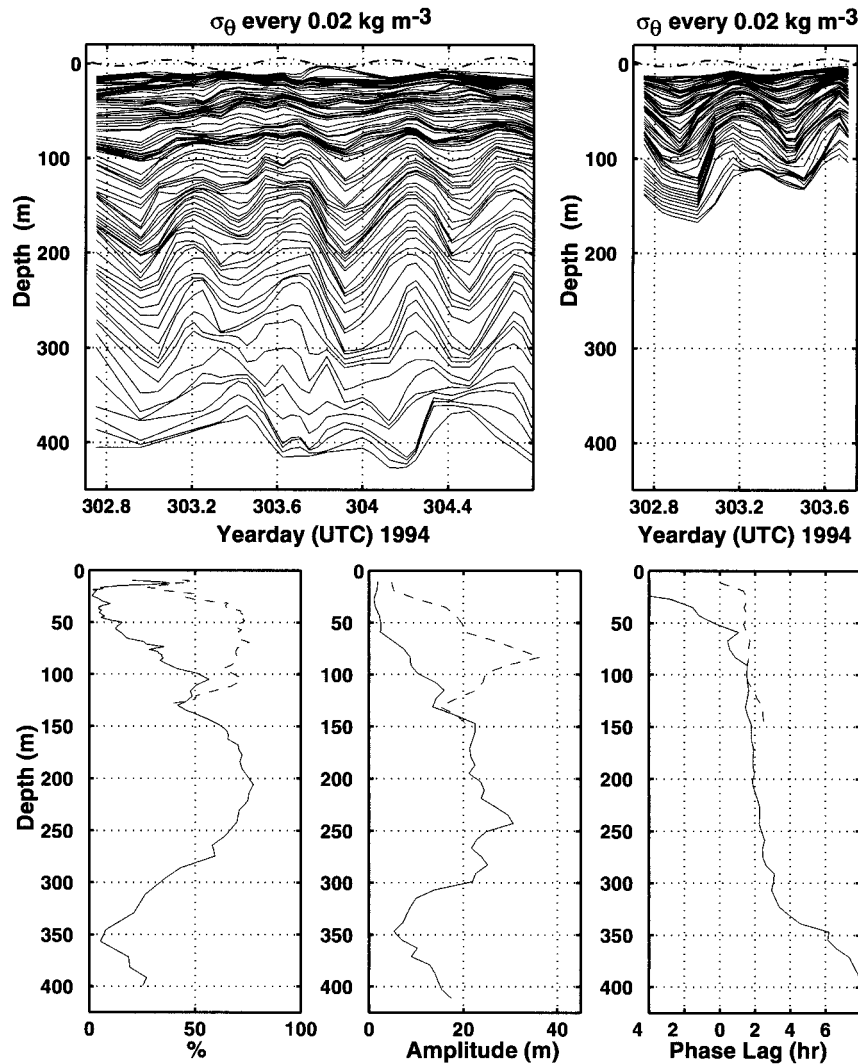 σθ every 0.02 kg m-3
0
100
200
300
400
Depth (m)
302.8 303.2 303.6 304 304.4
Yearday (UTC) 1994
σθ every 0.02 kg m-3
0
100
200
300
400
Depth (m)
302.8 303.2 303.6
Yearday (UTC) 1994
0
50
100
150
200
250
300
350
400
Depth (m)
0 50 100
%
0
50
100
150
200
250
300
350
400
0 20 40
Amplitude (m)
0
50
100
150
200
250
300
350
400
4 2 0 2 4 6 8
Phase Lag (hr)